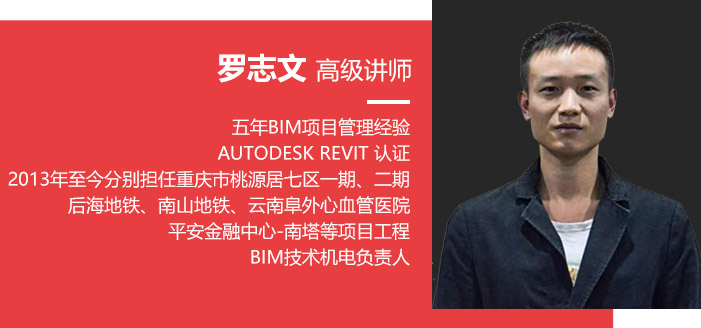 罗志文 高级讲师
五年BIM项目管理经验
AUTODESK REVIT 认证
2013年至今分别担任重庆市桃源居七区一期、二期
后海地铁、南山地铁、云南阜外心血管医院
平安金融中心-南塔等项目工程
BIM技术机电负责人